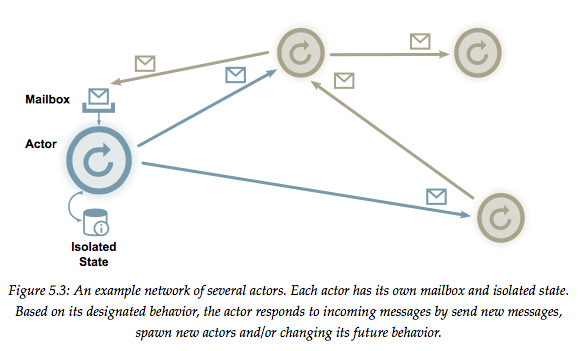 Mailbox
Actor
Isolated
State
Figure 5.3: An example network of several actors. Each actor has its own mailbox and isolated state.
Based on its designated behavior, the actor responds to incoming messages by send new messages,
spawn new actors and/or changing its future behavior.